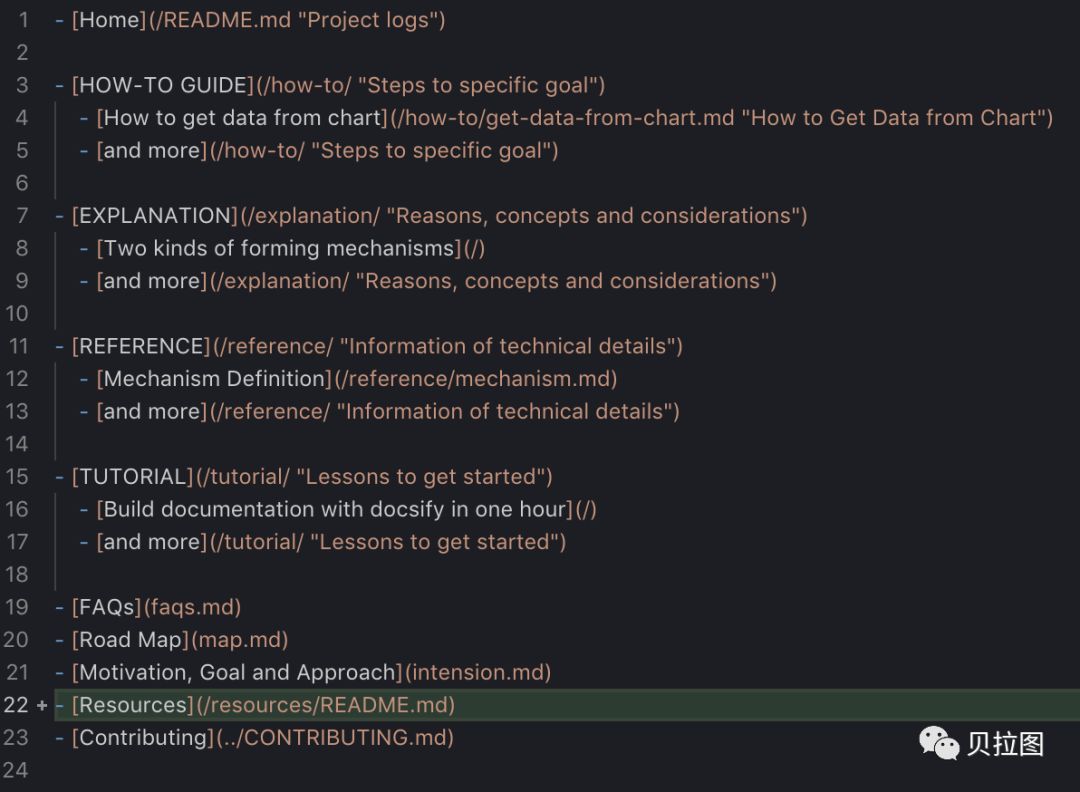 1 - [Home](/README.md "Project logs")
2
3 - [HOW-TO GUIDE](/how-to/ "Steps to specific goal")
4 - [How to get data from chart](/how-to/get-data-from-chart.md "How to Get Data from Chart")
5 - [and more](/how-to/ "Steps to specific goal")
6
7 - [EXPLANATION](/explanation/ "Reasons, concepts and considerations")
8 - [Two kinds of forming mechanisms](/)
9 - [and more](/explanation/ "Reasons, concepts and considerations")
10
11 - [REFERENCE](/reference/ "Information of technical details")
12 - [Mechanism Definition](/reference/mechanism.md)
13 - [and more](/reference/ "Information of technical details")
14
15 - [TUTORIAL](/tutorial/ "Lessons to get started")
16 - [Build documentation with docsify in one hour](/)
17 - [and more](/tutorial/ "Lessons to get started")
18
19 - [FAQs](faqs.md)
20 - [Road Map](map.md)
21 - [Motivation, Goal and Approach](intension.md)
22 + - [Resources](/resources/README.md)
23 - [Contributing](../CONTRIBUTING.md)
24
贝拉图